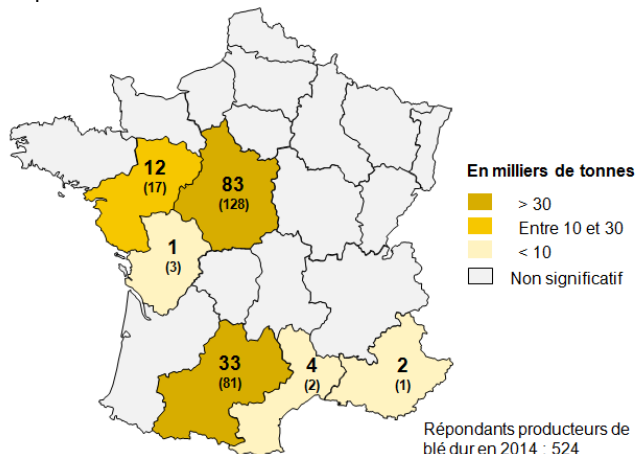 12
(17)
83
(128)
1
(3)
33
(81)
4
(2)
2
(1)
En milliers de tonnes
> 30
Entre 10 et 30
< 10
Non significatif
Répondants producteurs de
blé dur en 2014 : 524